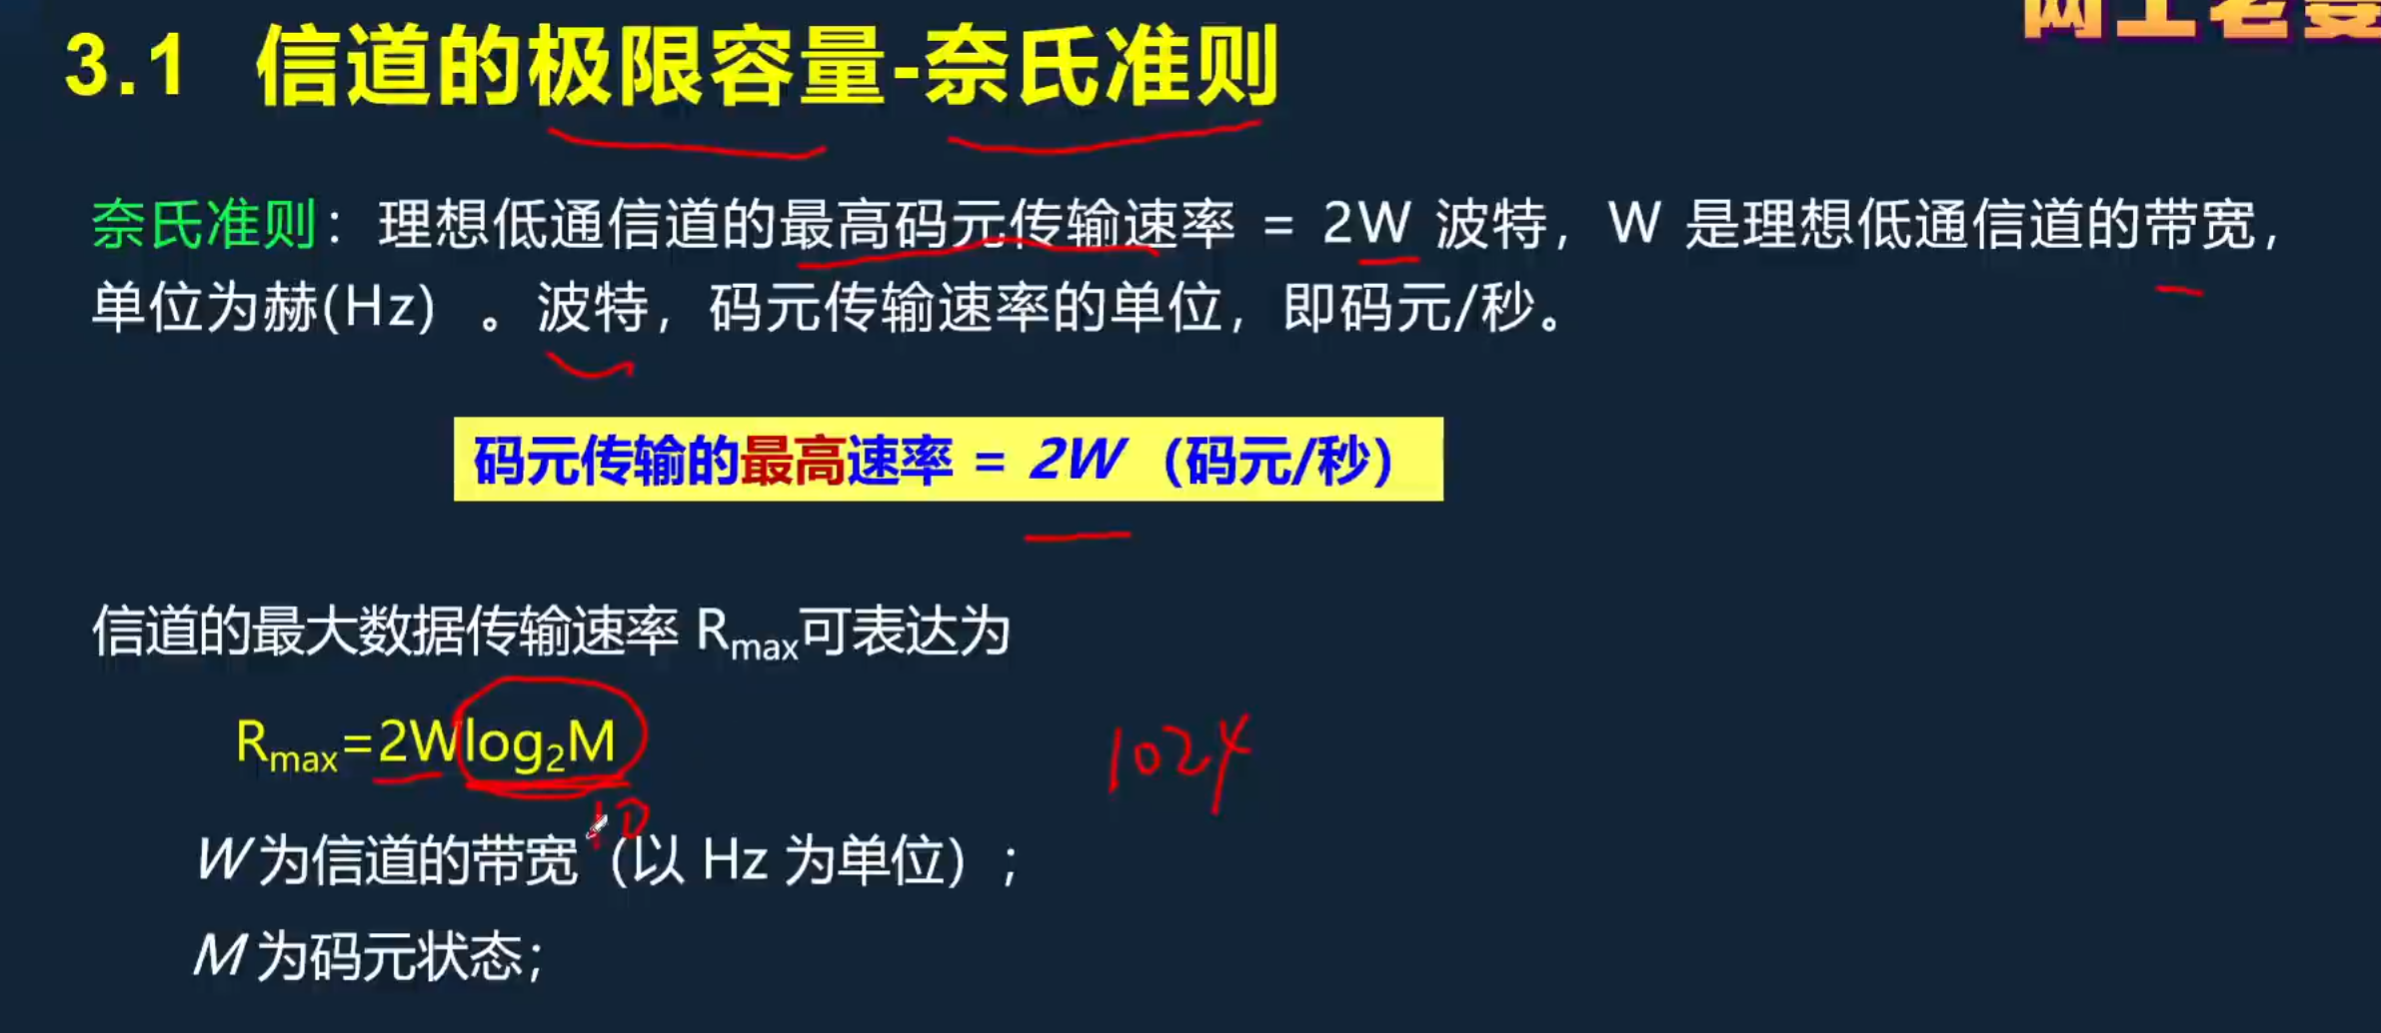 网工老姜
3.1 信道的极限容量-奈氏准则
奈氏准则：理想低通信道的最高码元传输速率 = 2W 波特，W 是理想低通信道的带宽，
单位为赫(Hz) 。波特，码元传输速率的单位，即码元/秒。
码元传输的最高速率 = 2W（码元/秒）
信道的最大数据传输速率 Rmax可表达为
Rmax=2Wlog2M
1024
10
W 为信道的带宽（以 Hz 为单位）;
M 为码元状态;